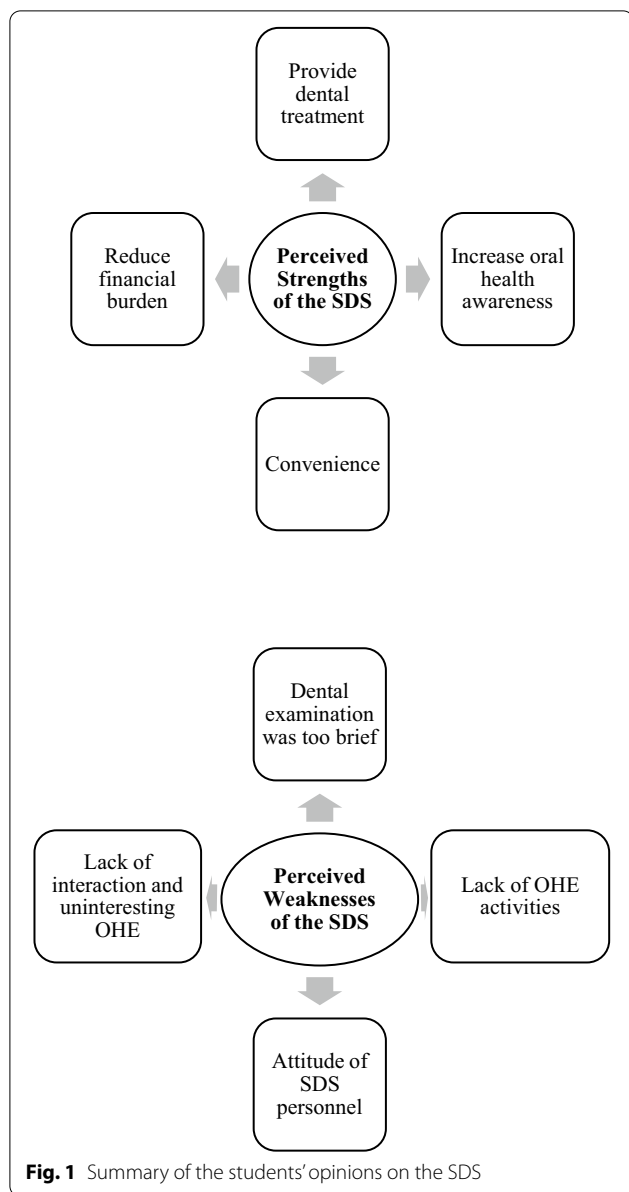 Provide
dental
treatment
Reduce
financial
burden
Perceived
Strengths
of the SDS
Increase oral
health
awareness
Convenience
Dental
examination
was too brief
Lack of
interaction and
uninteresting
OHE
Perceived
Weaknesses
of the SDS
Lack of OHE
activities
Attitude of
SDS
personnel
Fig. 1 Summary of the students' opinions on the SDS